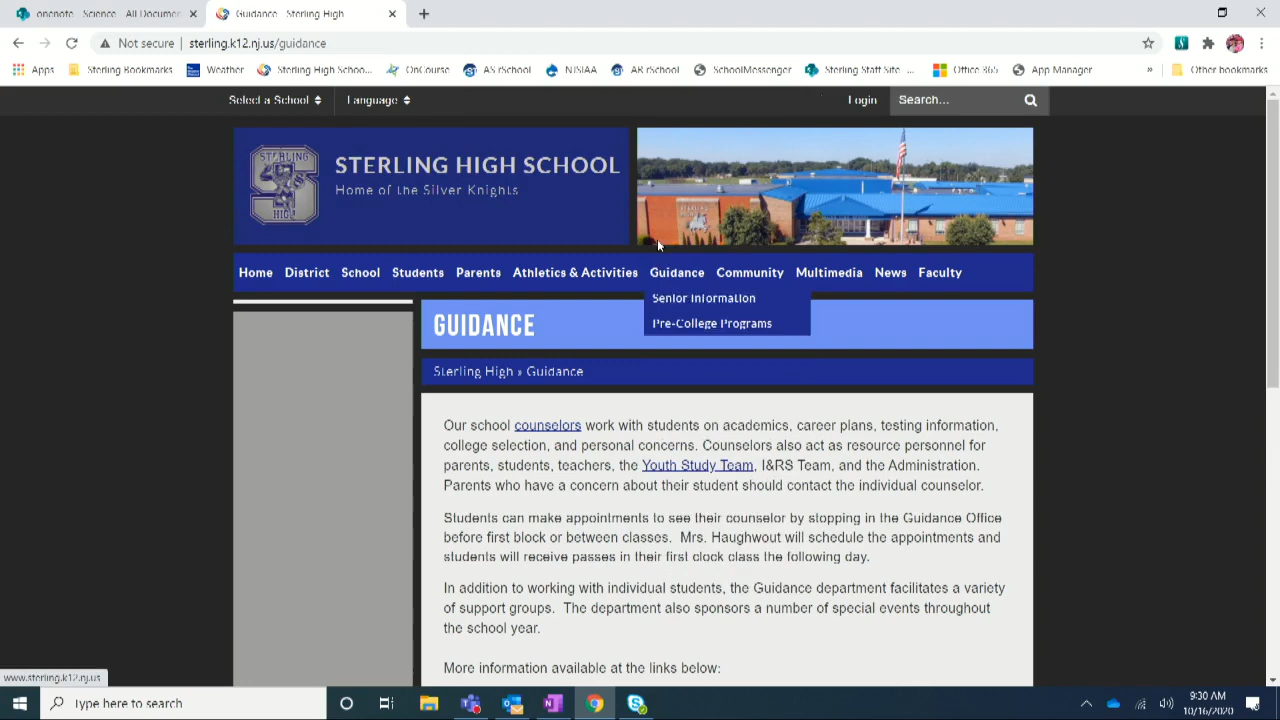 onenote - Science - All Documen
Guidance - Sterling High
Not secure | sterling.k12.nj.us/guidance
Apps Sterling Bookmarks Weather Sterling High Schoo... OnCourse AS rSchool NJSIAA AR rSchool SchoolMessenger Sterling Staff Site ... Office 365 App Manager » Other bookmarks
Select a School Language Login Search...
STERLING HIGH SCHOOL
Home of the Silver Knights
STERLING
HIGH
Home District School Students Parents Athletics & Activities Guidance Community Multimedia News Faculty
Senior Information
Pre-College Programs
GUIDANCE
Sterling High » Guidance
Our school counselors work with students on academics, career plans, testing information,
college selection, and personal concerns. Counselors also act as resource personnel for
parents, students, teachers, the Youth Study Team, I&RS Team, and the Administration.
Parents who have a concern about their student should contact the individual counselor.
Students can make appointments to see their counselor by stopping in the Guidance Office
before first block or between classes. Mrs. Haughwout will schedule the appointments and
students will receive passes in their first clock class the following day.
In addition to working with individual students, the Guidance department facilitates a variety
of support groups. The department also sponsors a number of special events throughout
the school year.
More information available at the links below:
www.sterling.k12.nj.us
Type here to search
9:30 AM
10/16/2020